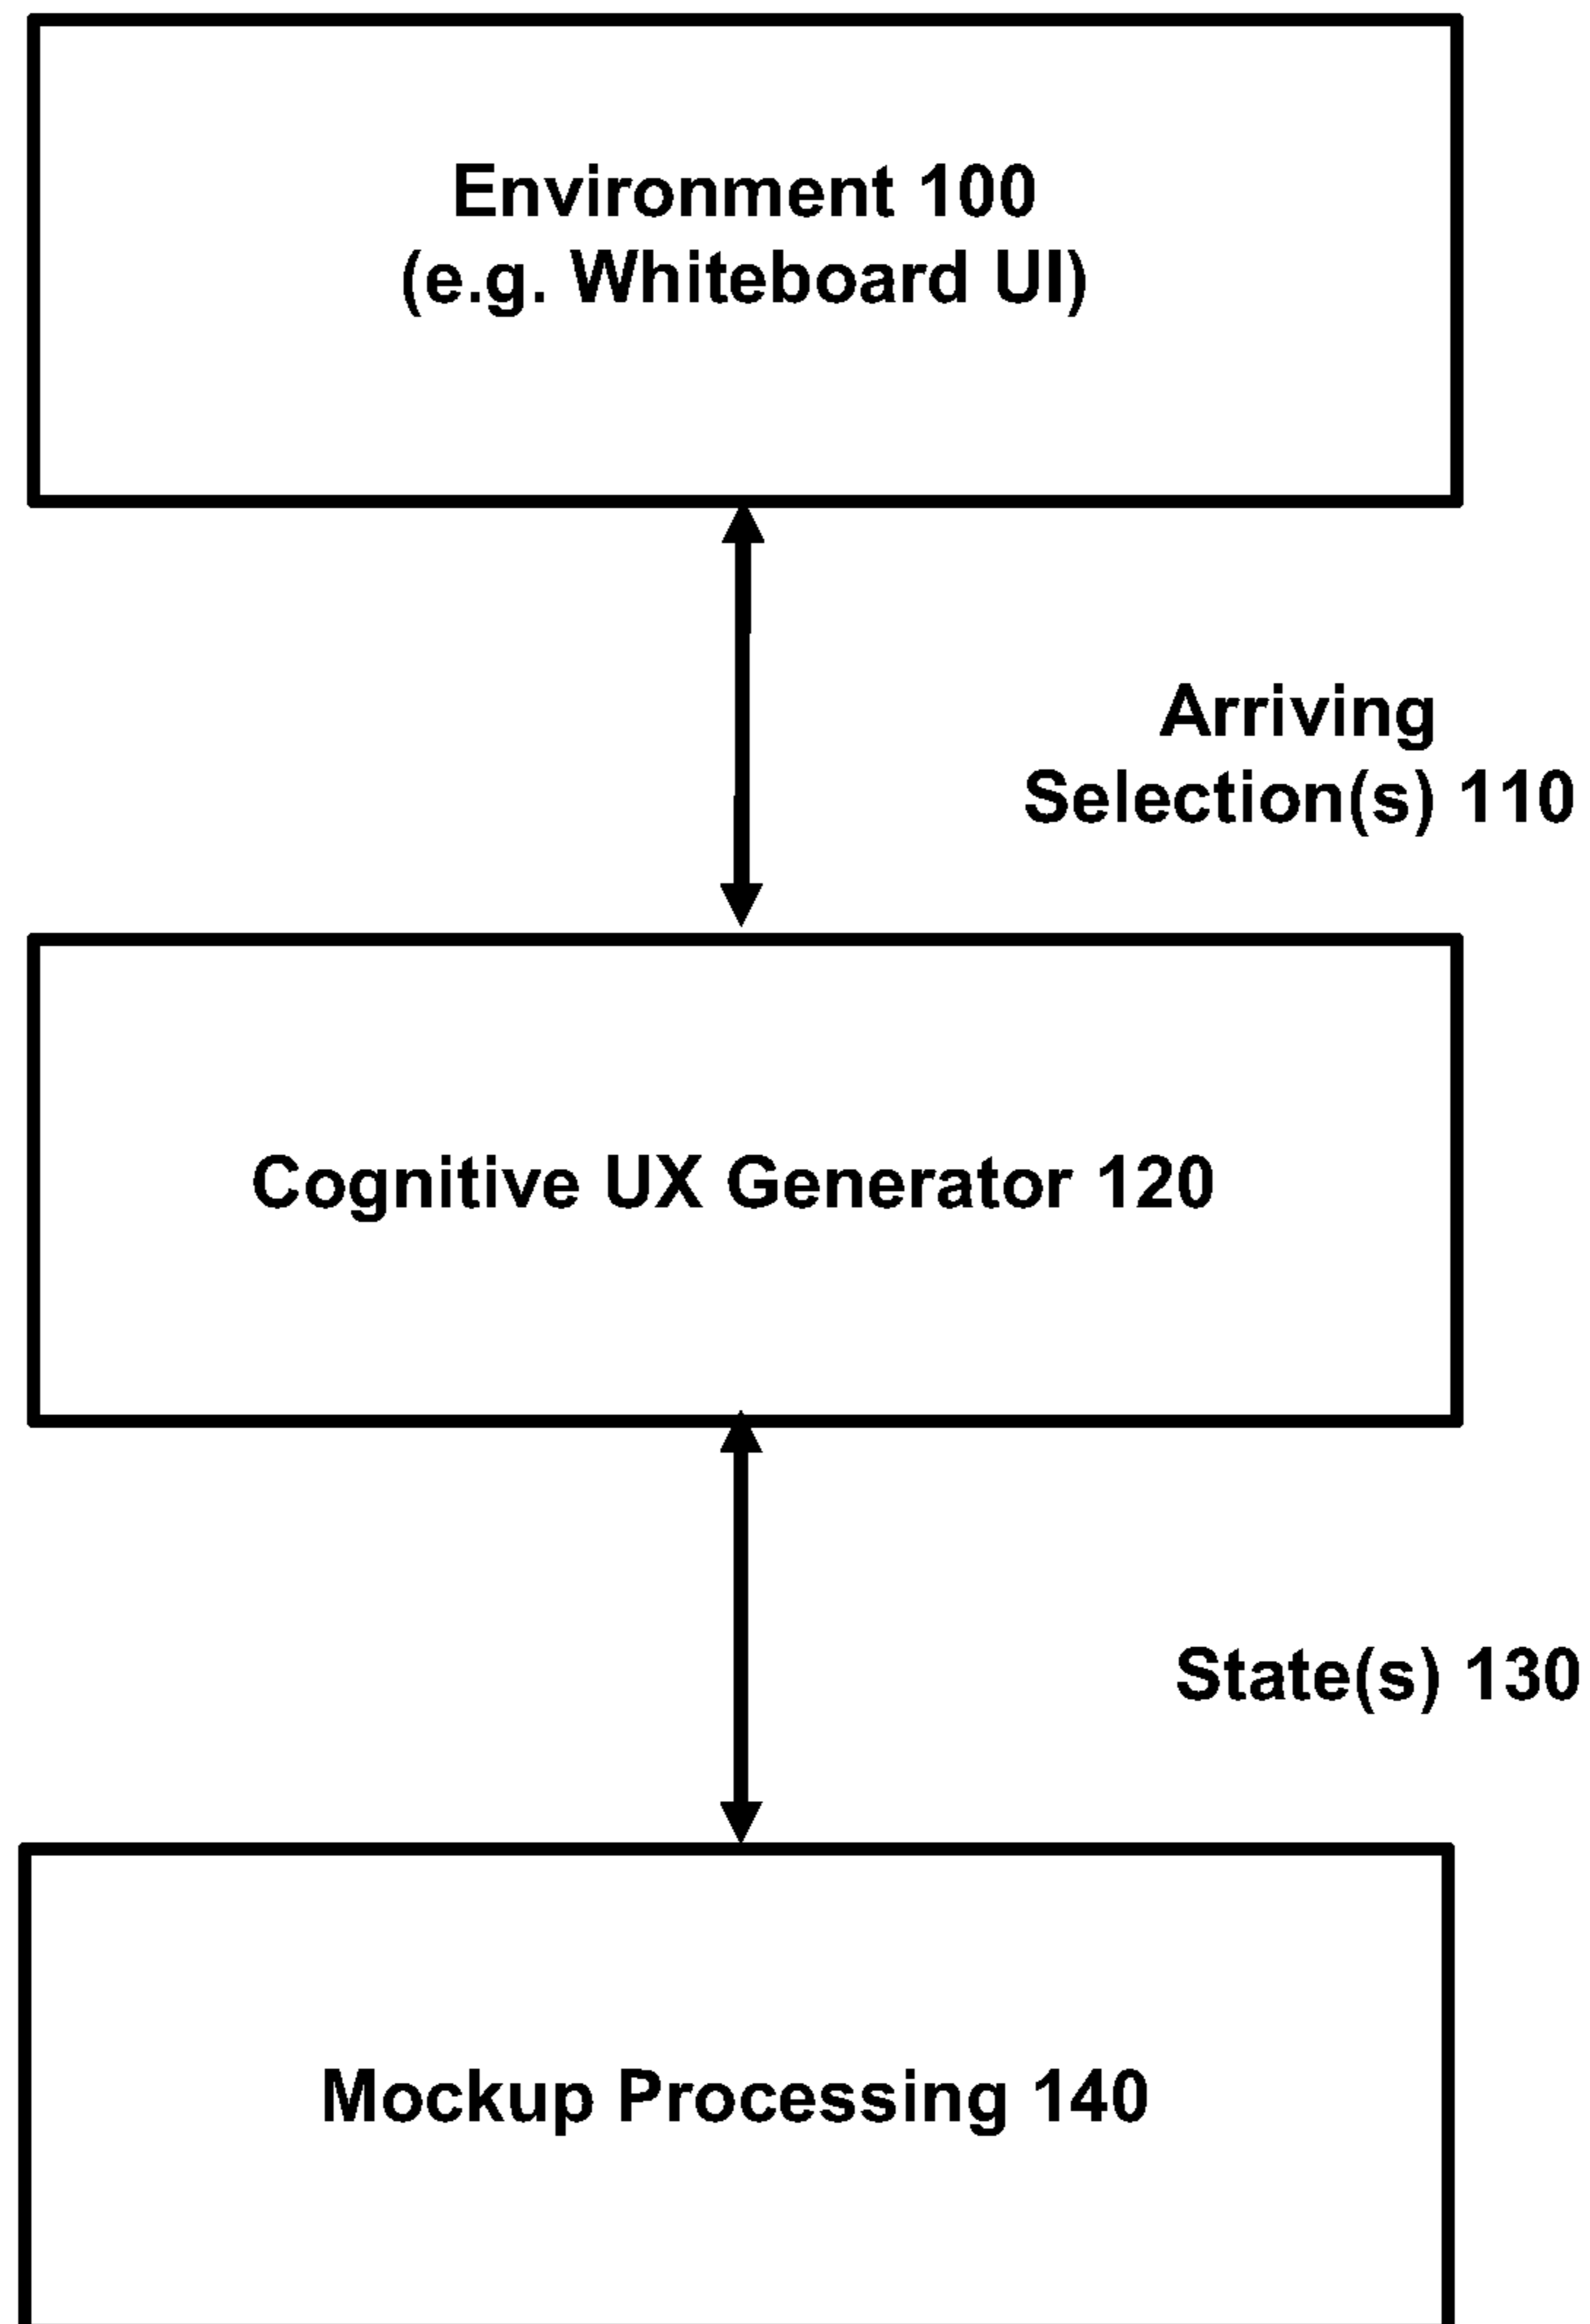 Environment 100
(e.g. Whiteboard UI)
Arriving
Selection(s) 110
Cognitive UX Generator 120
State(s) 130
Mockup Processing 140